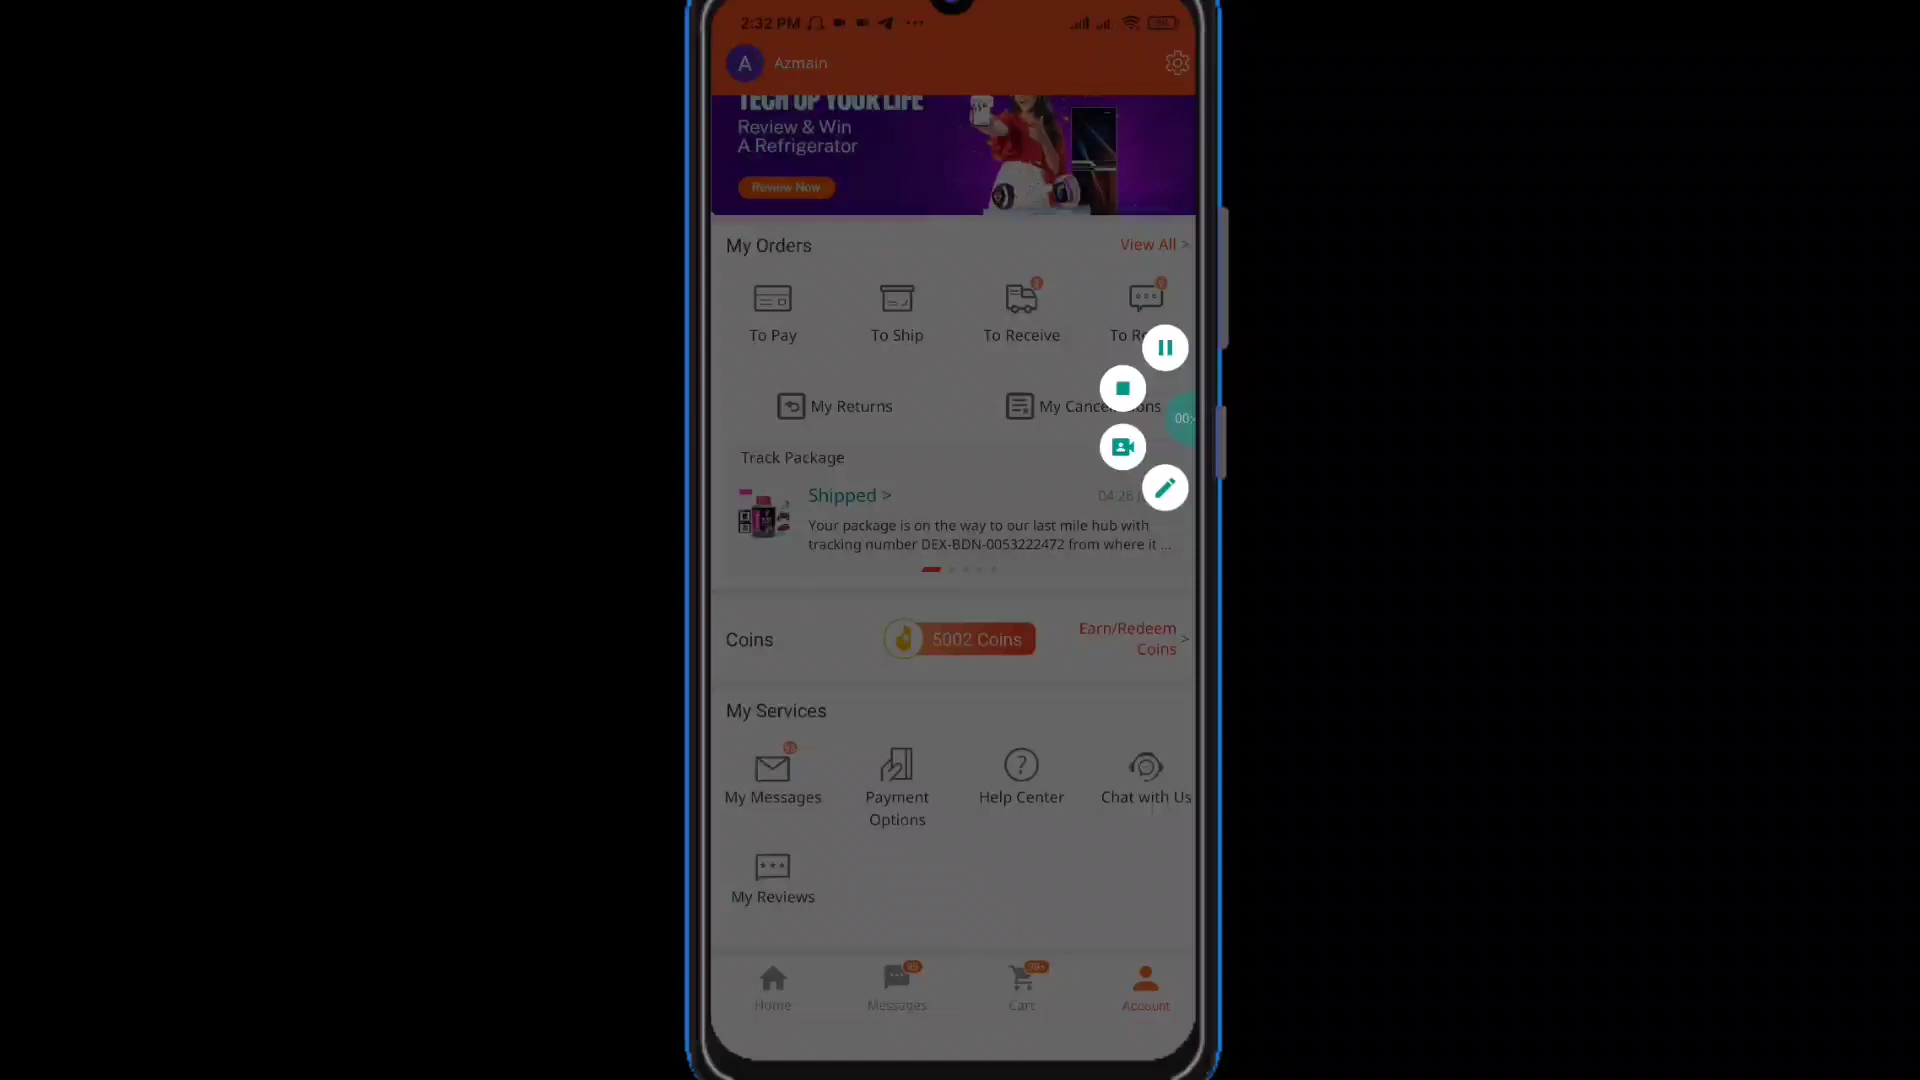 2:32 PM
A Azmain
TECH UP YOUR LIFE
Review & Win
A Refrigerator
Review Now
My Orders
View All >
To Pay
To Ship
To Receive
To
My Returns
My
Track Package
Shipped >
04
Your package is on the way to our last mile hub with
tracking number DEX-BDN-0053222472 from where it ...
Coins
5002 Coins
Earn/Redeem
Coins >
My Services
My Messages
Payment
Options
Help Center
Chat with Us
My Reviews
Home
Messages
Cart
Account